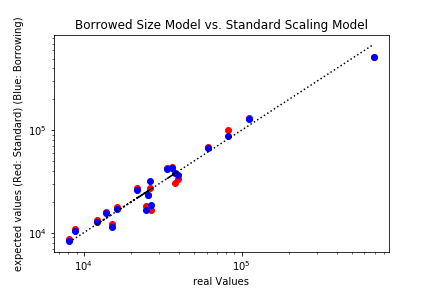 Borrowed Size Model vs. Standard Scaling Model
expected values (Red: Standard) (Blue: Borrowing)
10⁵
10⁴
10⁴ 10⁵
real Values